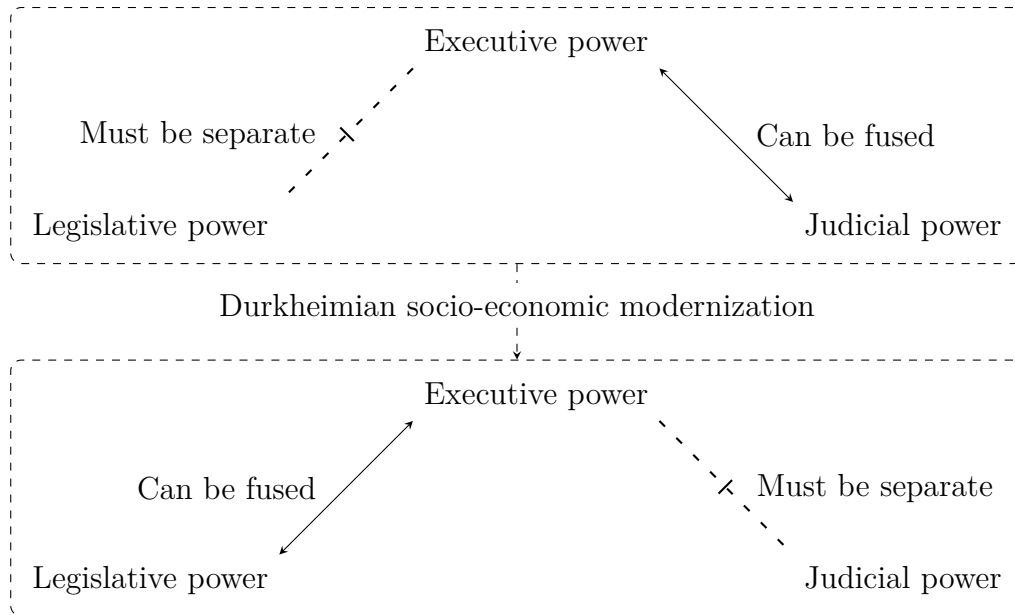 Executive power
Must be separate
Can be fused
Legislative power
Judicial power
Durkheimian socio-economic modernization
Executive power
Can be fused
Must be separate
Legislative power
Judicial power